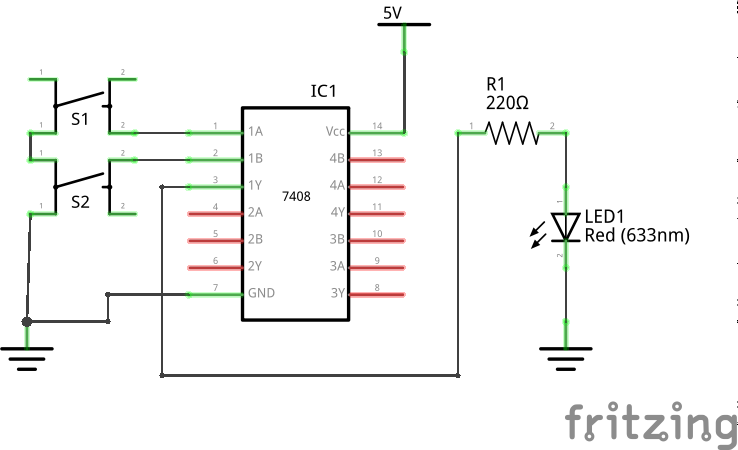 5V
IC1
R1
220Ω
1 2
S1
1 2
1 2
S2
1 2
1 1A Vcc 14
2 1B 4B 13
3 1Y 4A 12
7408
4 2A 4Y 11
5 2B 3B 10
6 2Y 3A 9
7 GND 3Y 8
1 2
1
LED1
Red (633nm)
2
fritzing